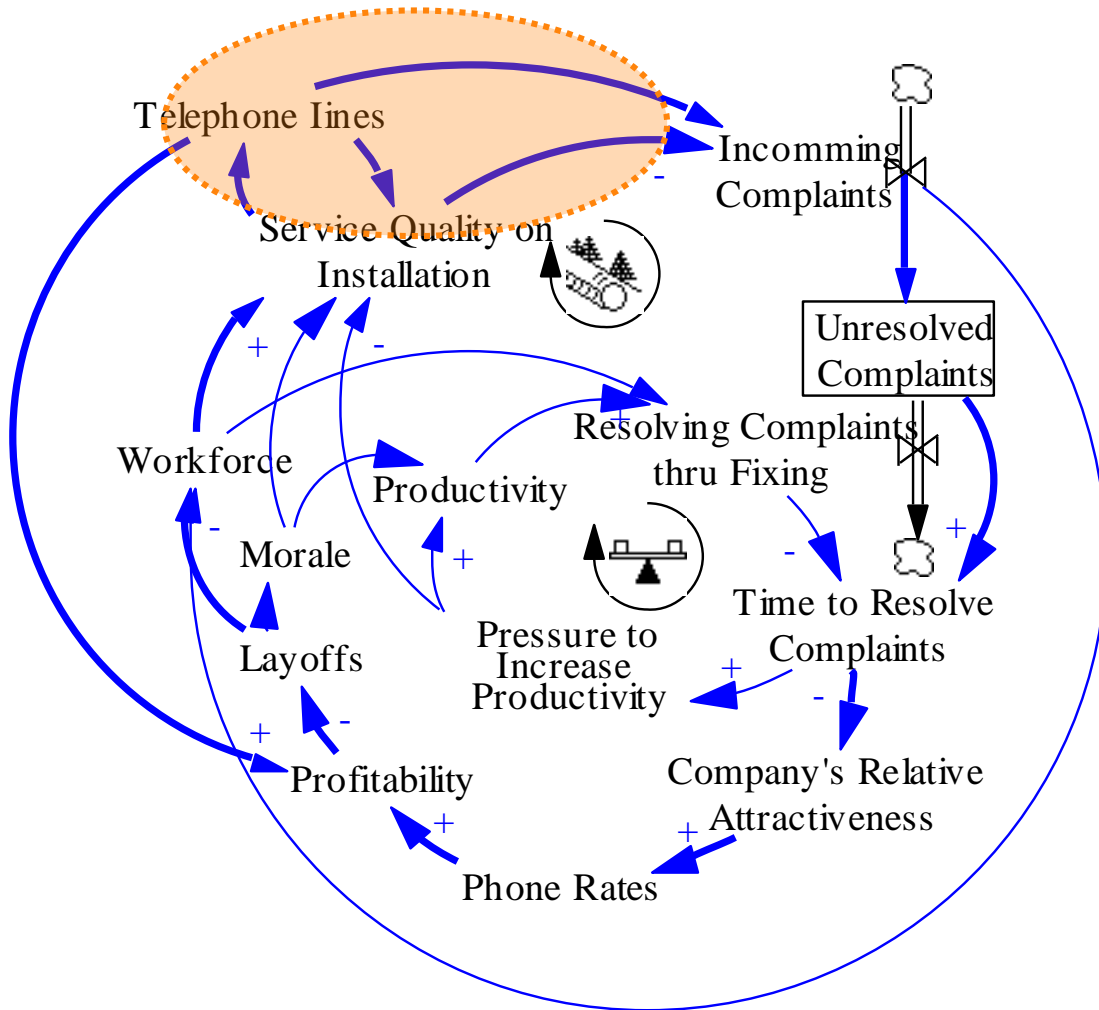 Telephone Iines
Incomming
Complaints
-
Service Quality on
Installation
+
-
Unresolved
Complaints
Resolving Complaints
thru Fixing
+
Workforce
Productivity
-
Morale
+
-
+
Time to Resolve
Complaints
Pressure to
Increase
Productivity
+
-
Layoffs
-
+
Profitability
Company's Relative
Attractiveness
+
+
Phone Rates